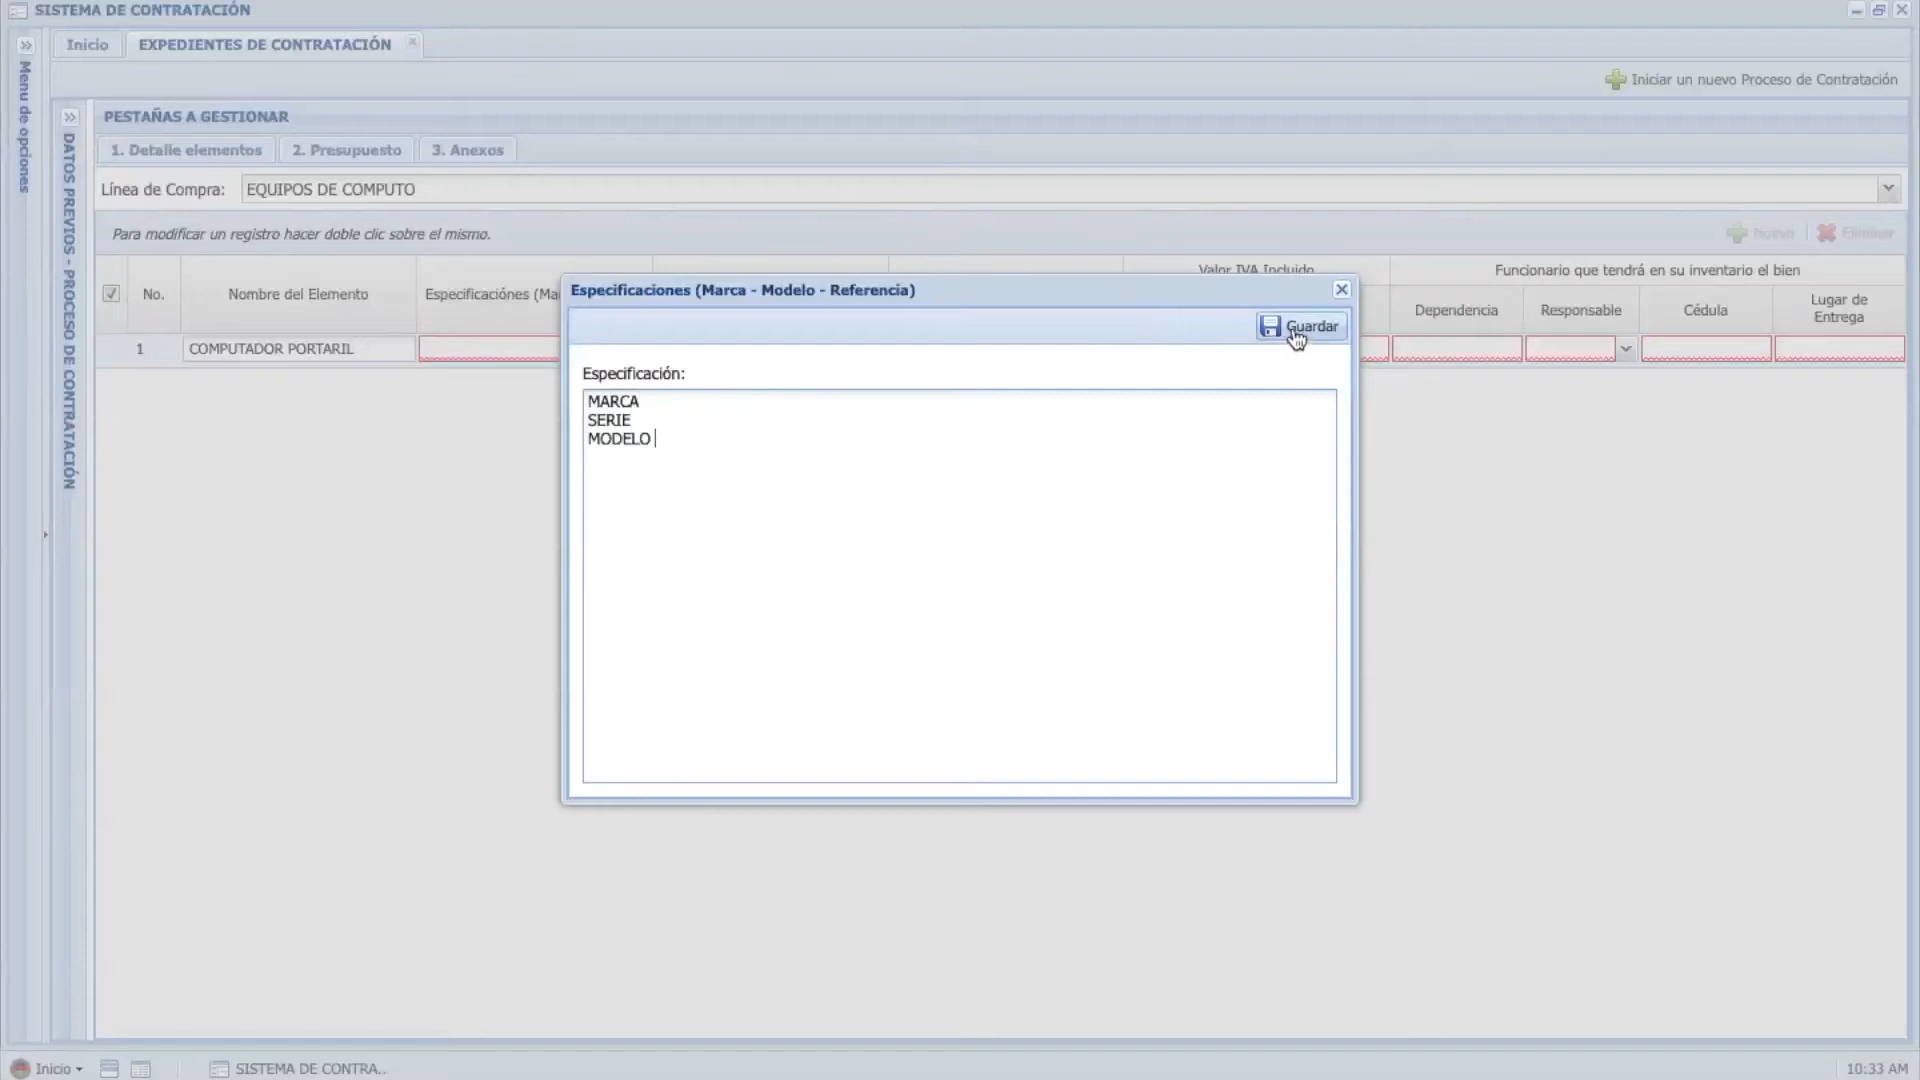 SISTEMA DE CONTRATACIÓN
Menu de opciones
Inicio
EXPEDIENTES DE CONTRATACIÓN
Iniciar un nuevo Proceso de Contratación
DATOS PREVIOS - PROCESO DE CONTRATACIÓN
PESTAÑAS A GESTIONAR
1. Detalle elementos
2. Presupuesto
3. Anexos
Línea de Compra: EQUIPOS DE COMPUTO
Para modificar un registro hacer doble clic sobre el mismo.
Nuevo
Eliminar
No.
Nombre del Elemento
Especificaciónes (Ma
Valor IVA Incluido
Funcionario que tendrá en su inventario el bien
Dependencia
Responsable
Cédula
Lugar de
Entrega
1
COMPUTADOR PORTARIL
Especificaciones (Marca - Modelo - Referencia)
Guardar
Especificación:
MARCA
SERIE
MODELO
Inicio
SISTEMA DE CONTRA..
10:33 AM